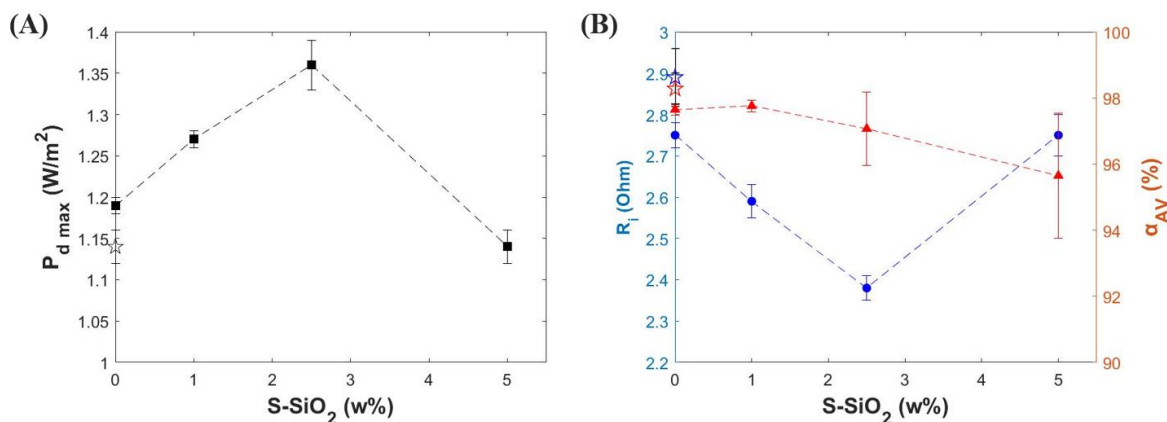 (A)
1.4
1.35
1.3
1.25
1.2
1.15
1.1
1.05
1
P_d max (W/m²)
0 1 2 3 4 5
S-SiO₂ (w%)
(B)
3
2.9
2.8
2.7
2.6
2.5
2.4
2.3
2.2
R_i (Ohm)
100
98
96
94
92
90
α_AV (%)
0 1 2 3 4 5
S-SiO₂ (w%)